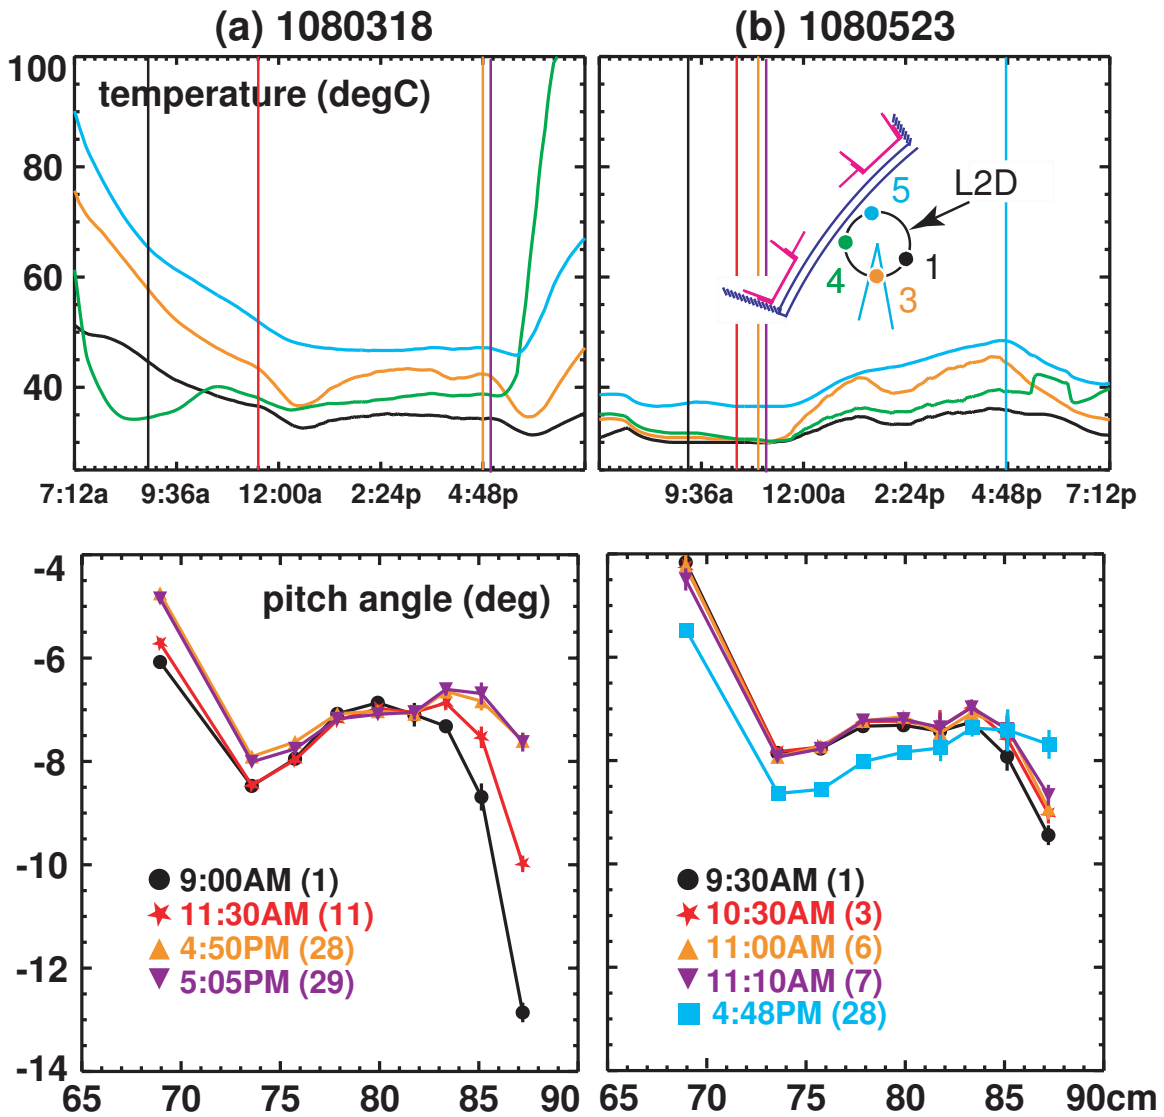 (a) 1080318
(b) 1080523
100
80
60
40
temperature (degC)
L2D
5
1
4
3
7:12a 9:36a 12:00a 2:24p 4:48p
9:36a 12:00a 2:24p 4:48p 7:12p
-4
-6
-8
-10
-12
-14
pitch angle (deg)
9:00AM (1)
11:30AM (11)
4:50PM (28)
5:05PM (29)
9:30AM (1)
10:30AM (3)
11:00AM (6)
11:10AM (7)
4:48PM (28)
65 70 75 80 85 90
65 70 75 80 85 90cm